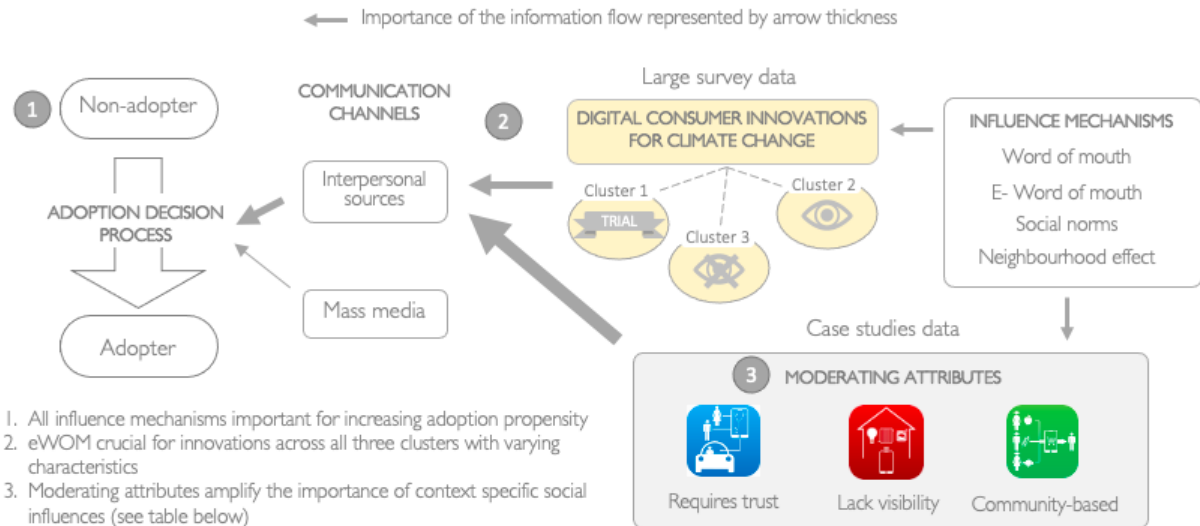 Importance of the information flow represented by arrow thickness
1
Non-adopter
ADOPTION DECISION
PROCESS
Adopter
COMMUNICATION
CHANNELS
Interpersonal
sources
Mass media
2
Large survey data
DIGITAL CONSUMER INNOVATIONS
FOR CLIMATE CHANGE
Cluster 1
TRIAL
Cluster 2
Cluster 3
INFLUENCE MECHANISMS
Word of mouth
E- Word of mouth
Social norms
Neighbourhood effect
Case studies data
3
MODERATING ATTRIBUTES
Requires trust
Lack visibility
Community-based
1. All influence mechanisms important for increasing adoption propensity
2. eWOM crucial for innovations across all three clusters with varying
characteristics
3. Moderating attributes amplify the importance of context specific social
influences (see table below)